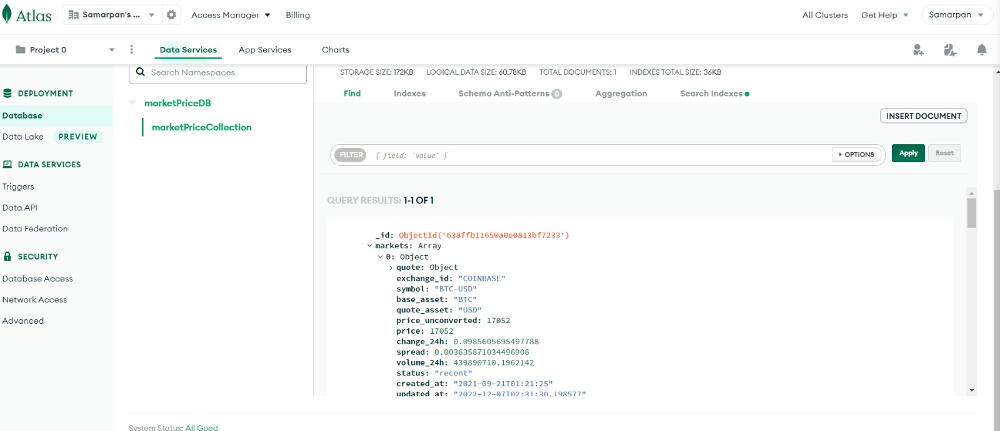 Atlas
Samarpan's ...
Access Manager
Billing
All Clusters
Get Help
Samarpan
Project 0
Data Services
App Services
Charts
DEPLOYMENT
Database
Data Lake PREVIEW
DATA SERVICES
Triggers
Data API
Data Federation
SECURITY
Database Access
Network Access
Advanced
Search Namespaces
marketPriceDB
marketPriceCollection
STORAGE SIZE: 172KB LOGICAL DATA SIZE: 60.78KB TOTAL DOCUMENTS: 1 INDEXES TOTAL SIZE: 36KB
Find Indexes Schema Anti-Patterns 0 Aggregation Search Indexes
INSERT DOCUMENT
FILTER { field: 'value' } OPTIONS Apply Reset
QUERY RESULTS: 1-1 OF 1
_id: ObjectId('638ffb11650a0e0813bf7233')
markets: Array
0: Object
quote: Object
exchange_id: "COINBASE"
symbol: "BTC-USD"
base_asset: "BTC"
quote_asset: "USD"
price_unconverted: 17052
price: 17052
change_24h: 0.0985605695497788
spread: 0.003635871034496906
volume_24h: 439890710.1962142
status: "recent"
created_at: "2021-09-21T01:21:25"
updated_at: "2022-12-07T02:31:30.198577"
System Status: All Good